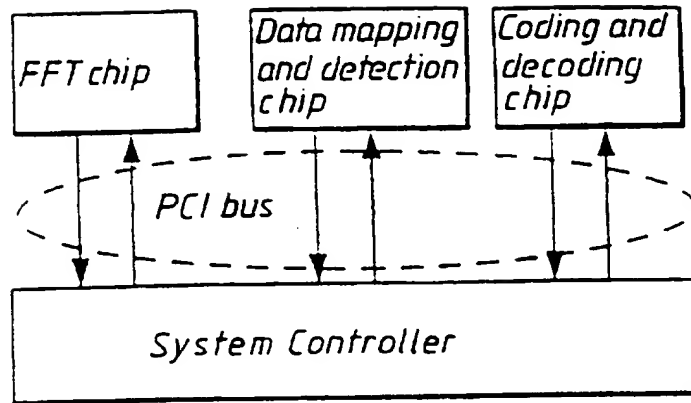 FFT chip
Data mapping
and detection
chip
Coding and
decoding
chip
PCI bus
System Controller